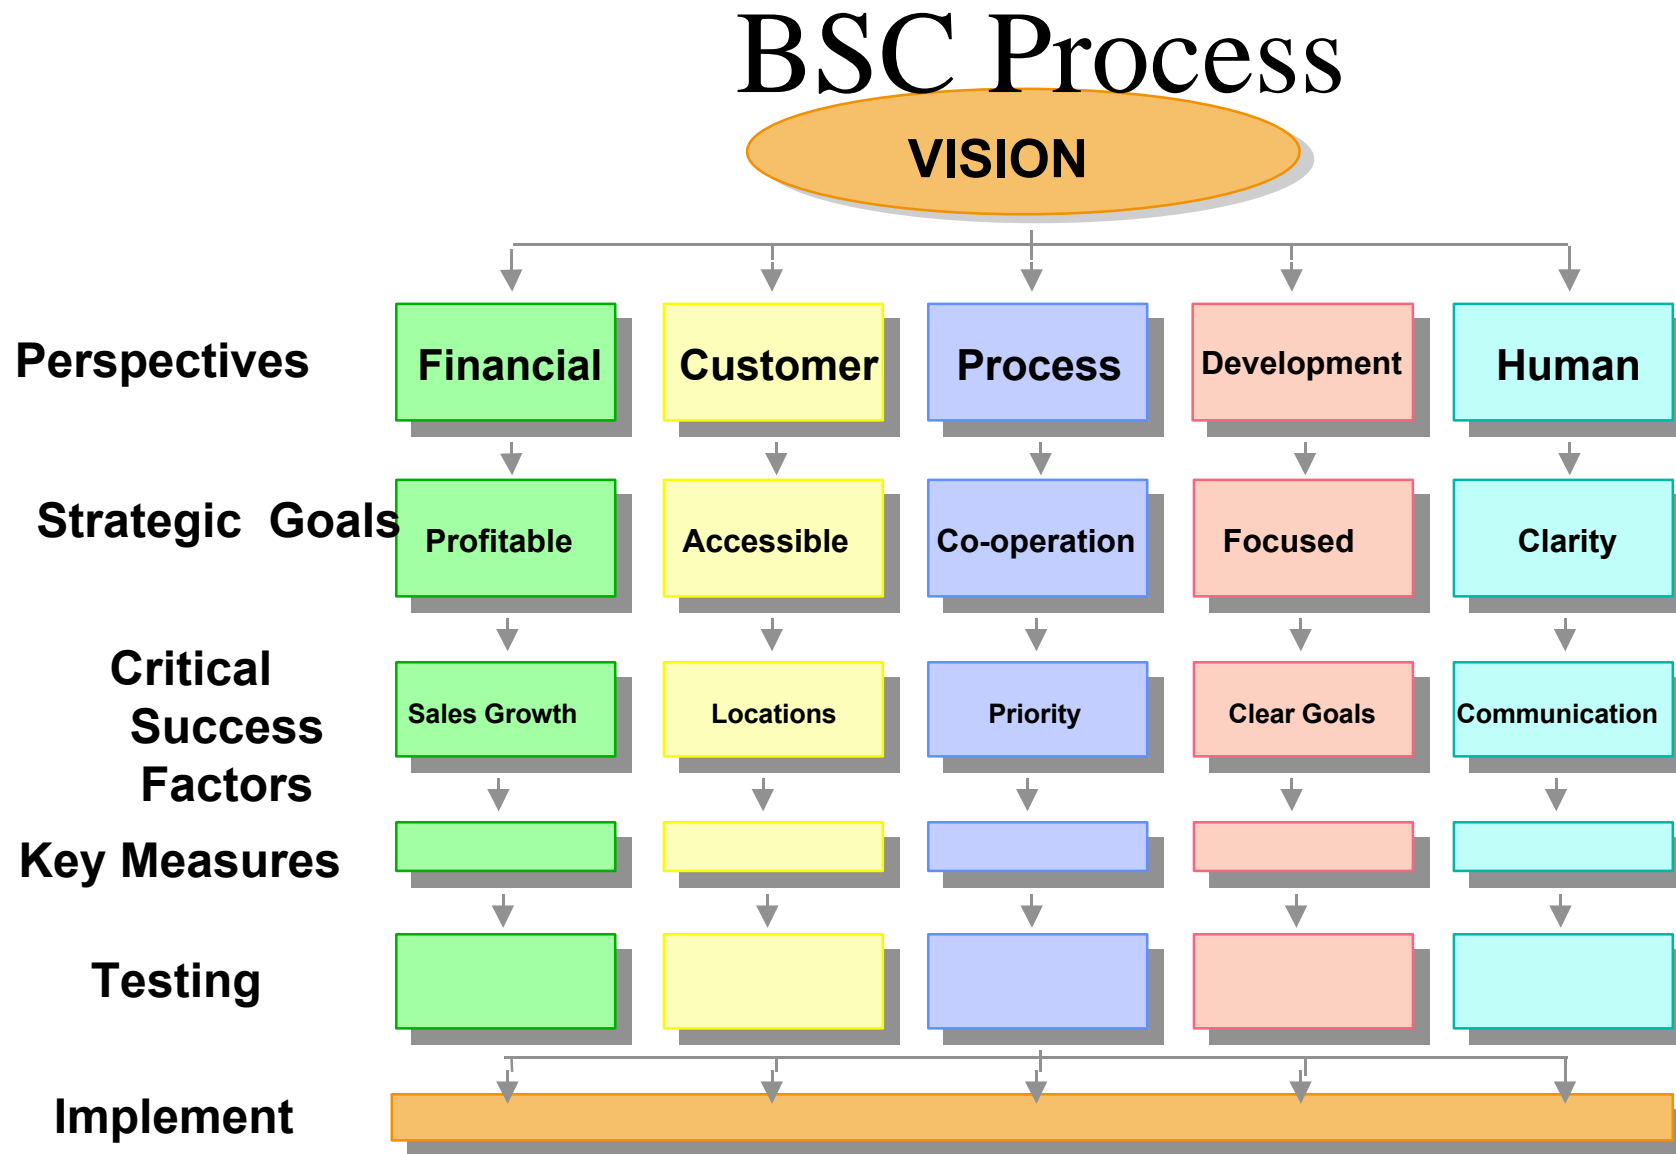 BSC Process
VISION
Perspectives
Financial
Customer
Process
Development
Human
Strategic Goals
Profitable
Accessible
Co-operation
Focused
Clarity
Critical
Success
Factors
Sales Growth
Locations
Priority
Clear Goals
Communication
Key Measures
Testing
Implement